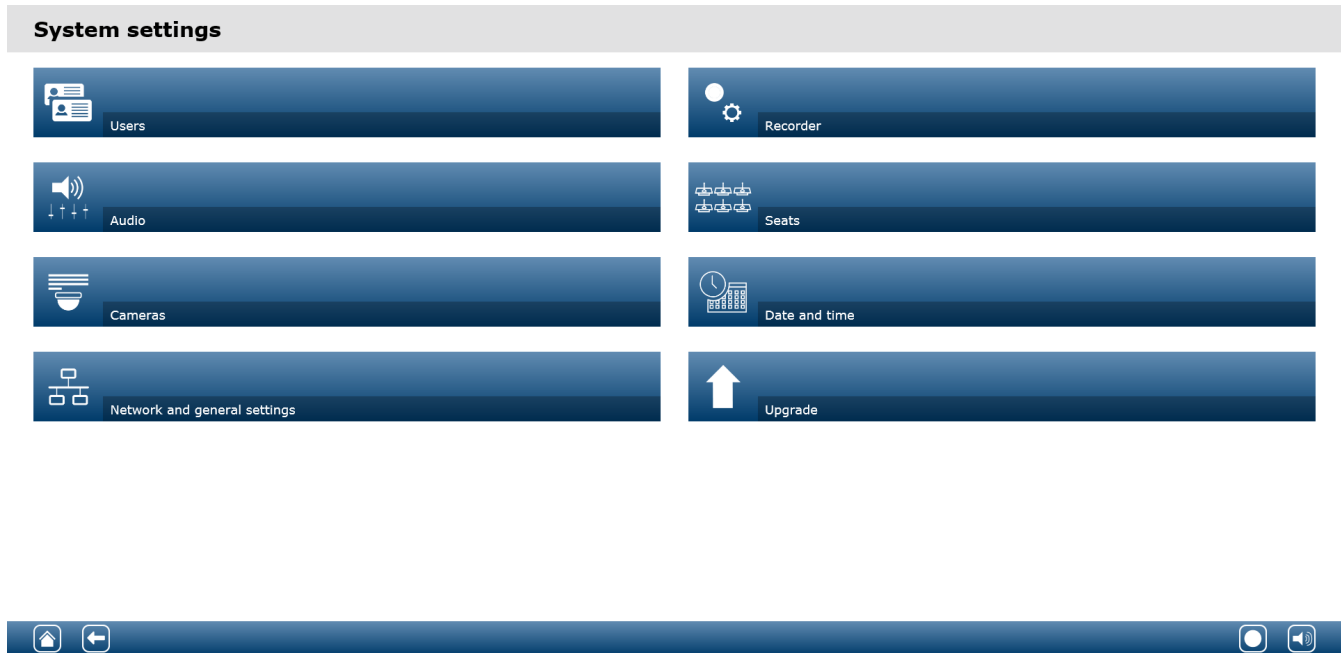 System settings
Users
Recorder
Audio
Seats
Cameras
Date and time
Network and general settings
Upgrade